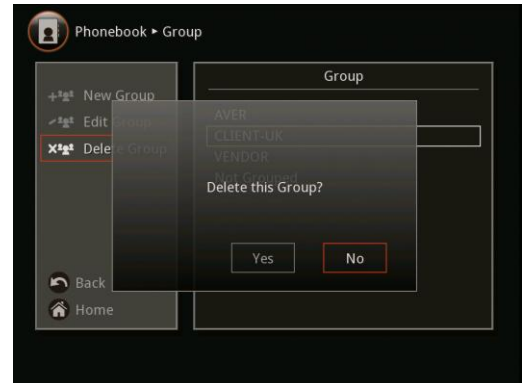 Phonebook ▸ Group
New Group
Edit Group
Delete Group
Back
Home
Group
AVER
CLIENT-UK
VENDOR
Not Grouped
Delete this Group?
Yes
No